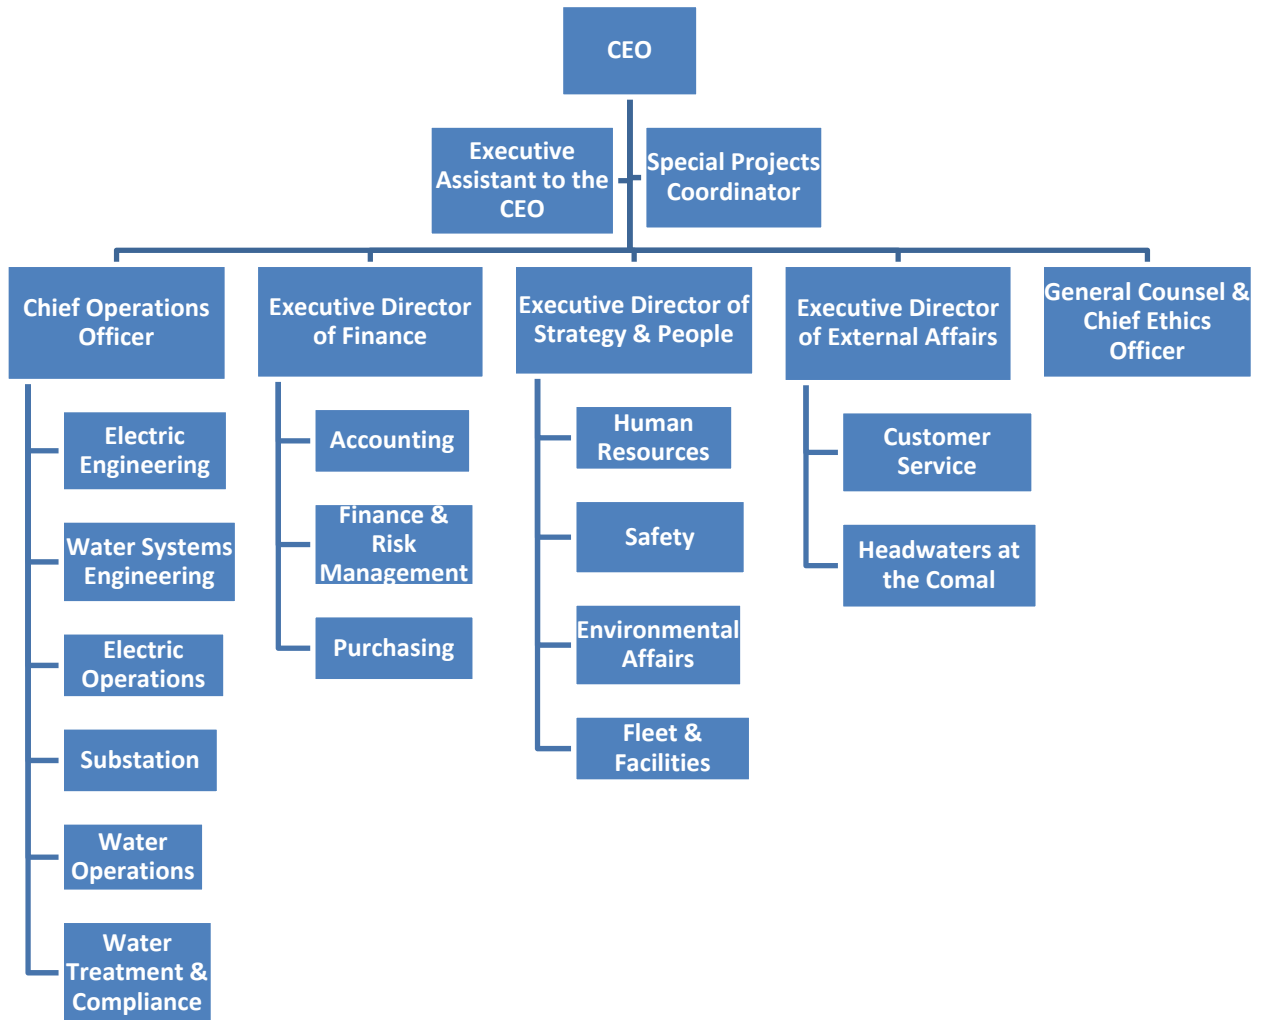 CEO
Executive
Assistant to the
CEO
Special Projects
Coordinator
Chief Operations
Officer
Executive Director
of Finance
Executive Director of
Strategy & People
Executive Director
of External Affairs
General Counsel &
Chief Ethics
Officer
Electric
Engineering
Water Systems
Engineering
Electric
Operations
Substation
Water
Operations
Water
Treatment &
Compliance
Accounting
Finance &
Risk
Management
Purchasing
Human
Resources
Safety
Environmental
Affairs
Fleet &
Facilities
Customer
Service
Headwaters at
the Comal